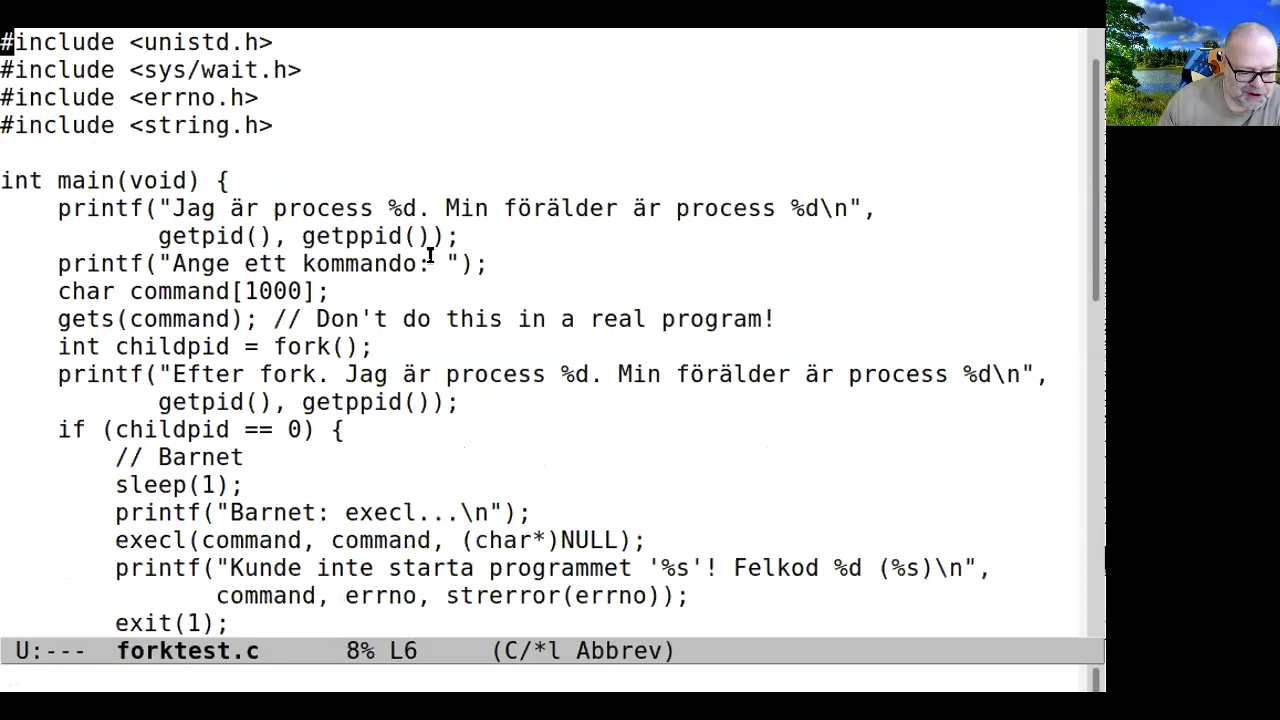 #include <unistd.h>
#include <sys/wait.h>
#include <errno.h>
#include <string.h>

int main(void) {
    printf("Jag är process %d. Min förälder är process %d\n",
           getpid(), getppid());
    printf("Ange ett kommando: ");
    char command[1000];
    gets(command); // Don't do this in a real program!
    int childpid = fork();
    printf("Efter fork. Jag är process %d. Min förälder är process %d\n",
           getpid(), getppid());
    if (childpid == 0) {
        // Barnet
        sleep(1);
        printf("Barnet: execl...\n");
        execl(command, command, (char*)NULL);
        printf("Kunde inte starta programmet '%s'! Felkod %d (%s)\n",
               command, errno, strerror(errno));
        exit(1);
U:--- forktest.c 8% L6 (C/*l Abbrev)